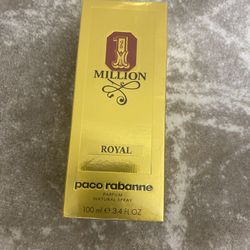 1
MILLION
ROYAL
paco rabanne
PARFUM
NATURAL SPRAY
100 ml e 3.4 FL OZ